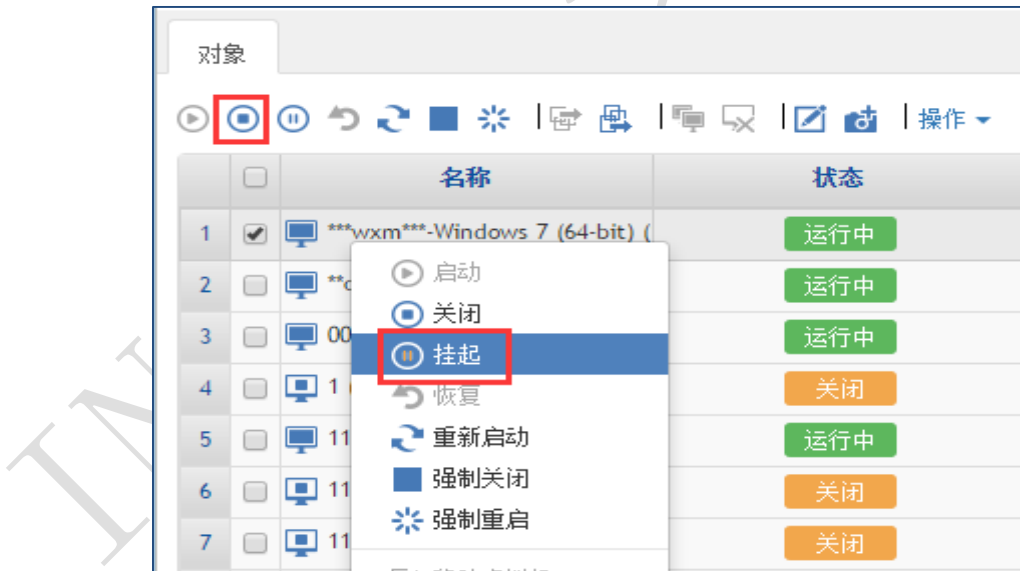 对象
操作
名称 状态
1 ***wxm***-Windows 7 (64-bit) ( 运行中
启动
2 运行中
关闭
3 00 运行中
挂起
4 1 关闭
恢复
5 11 运行中
重新启动
强制关闭
6 11 关闭
强制重启
7 11 关闭